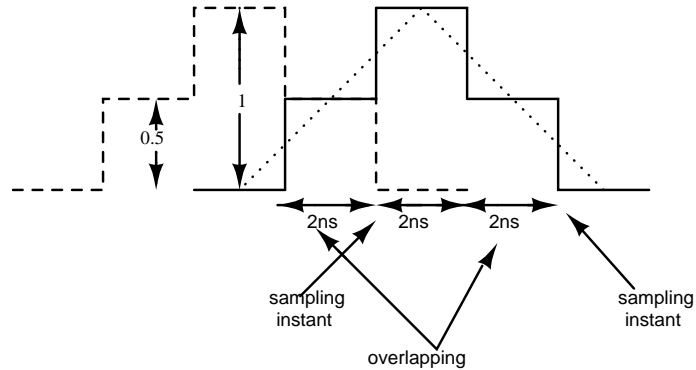 1
0.5
2ns 2ns 2ns
sampling
instant
sampling
instant
overlapping